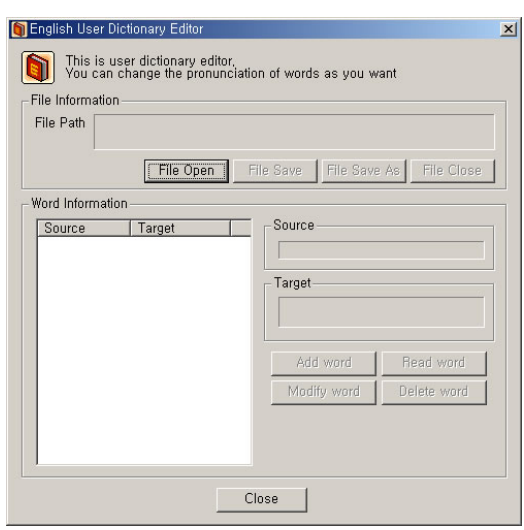 English User Dictionary Editor
This is user dictionary editor,
You can change the pronunciation of words as you want
File Information
File Path
File Open File Save File Save As File Close
Word Information
Source Target
Source
Target
Add word Read word
Modify word Delete word
Close